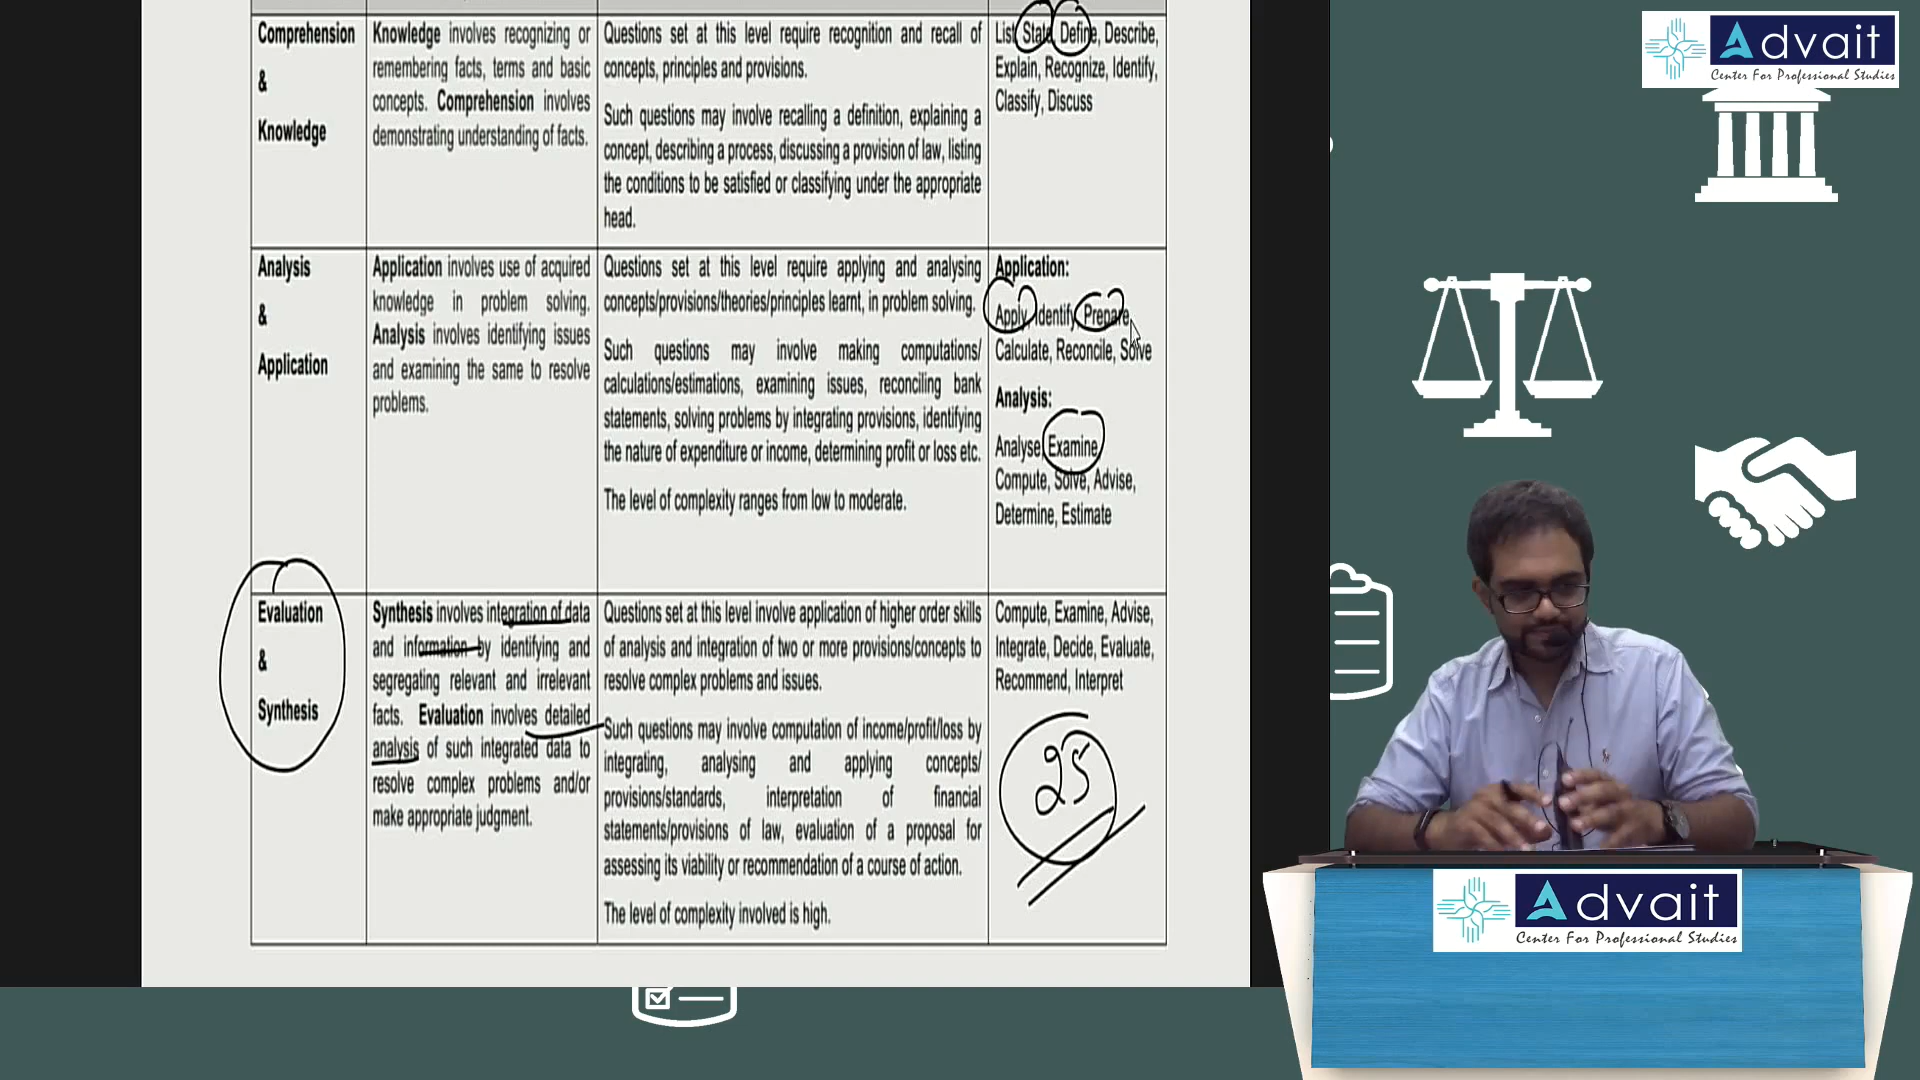 Comprehension
&
Knowledge
Knowledge involves recognizing or
remembering facts, terms and basic
concepts. Comprehension involves
demonstrating understanding of facts.
Questions set at this level require recognition and recall of
concepts, principles and provisions.
Such questions may involve recalling a definition, explaining a
concept, describing a process, discussing a provision of law, listing
the conditions to be satisfied or classifying under the appropriate
head.
List, State, Define, Describe,
Explain, Recognize, Identify,
Classify, Discuss
Analysis
&
Application
Application involves use of acquired
knowledge in problem solving.
Analysis involves identifying issues
and examining the same to resolve
problems.
Questions set at this level require applying and analysing
concepts/provisions/theories/principles learnt, in problem solving.
Such questions may involve making computations/
calculations/estimations, examining issues, reconciling bank
statements, solving problems by integrating provisions, identifying
the nature of expenditure or income, determining profit or loss etc.
The level of complexity ranges from low to moderate.
Application:
Apply, Identify, Prepare,
Calculate, Reconcile, Solve
Analysis:
Analyse, Examine,
Compute, Solve, Advise,
Determine, Estimate
Evaluation
&
Synthesis
Synthesis involves integration of data
and information by identifying and
segregating relevant and irrelevant
facts. Evaluation involves detailed
analysis of such integrated data to
resolve complex problems and/or
make appropriate judgment.
Questions set at this level involve application of higher order skills
of analysis and integration of two or more provisions/concepts to
resolve complex problems and issues.
Such questions may involve computation of income/profit/loss by
integrating, analysing and applying concepts/
provisions/standards, interpretation of financial
statements/provisions of law, evaluation of a proposal for
assessing its viability or recommendation of a course of action.
The level of complexity involved is high.
Compute, Examine, Advise,
Integrate, Decide, Evaluate,
Recommend, Interpret
25
Advait
Center For Professional Studies
Advait
Center For Professional Studies